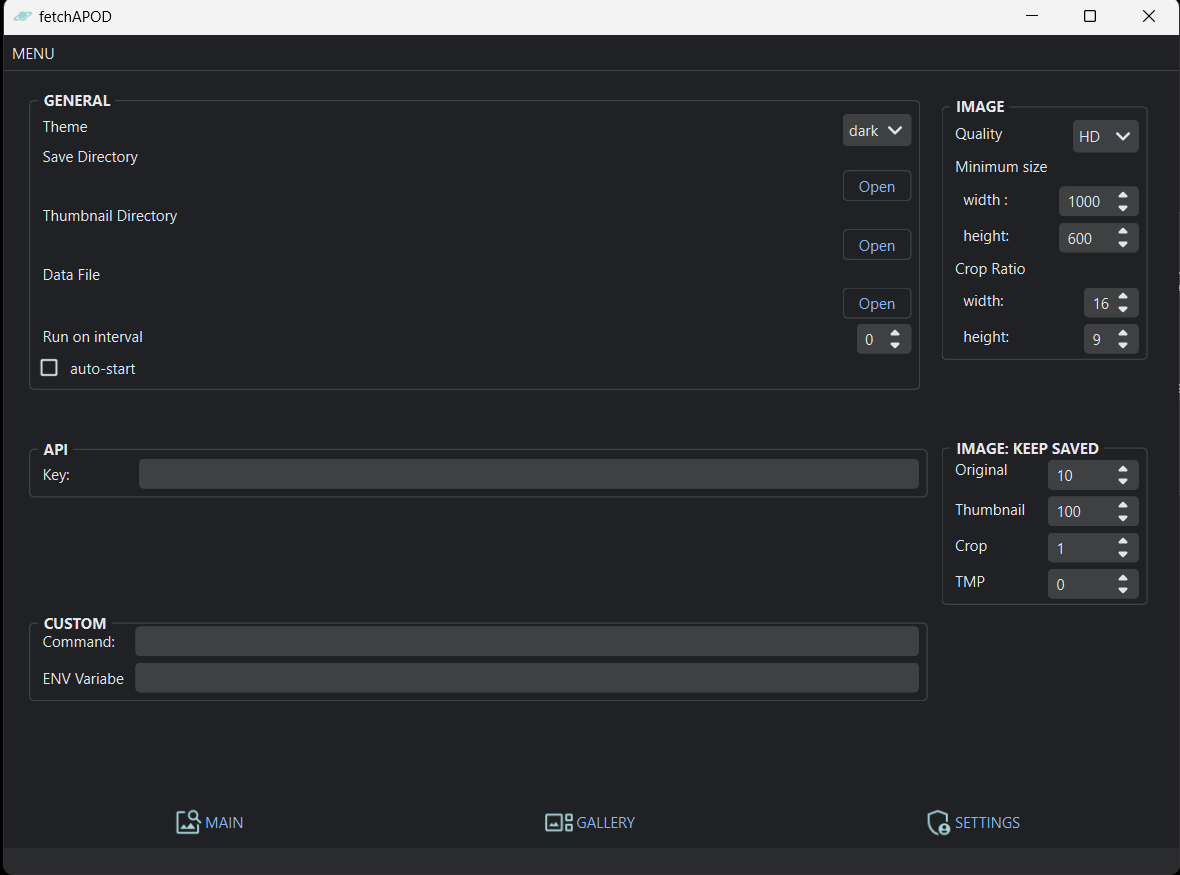 fetchAPOD
MENU
GENERAL
Theme
dark
Save Directory
Open
Thumbnail Directory
Open
Data File
Open
Run on interval
0
auto-start
IMAGE
Quality
HD
Minimum size
width :
1000
height:
600
Crop Ratio
width:
16
height:
9
API
Key:
IMAGE: KEEP SAVED
Original
10
Thumbnail
100
Crop
1
TMP
0
CUSTOM
Command:
ENV Variabe
MAIN
GALLERY
SETTINGS